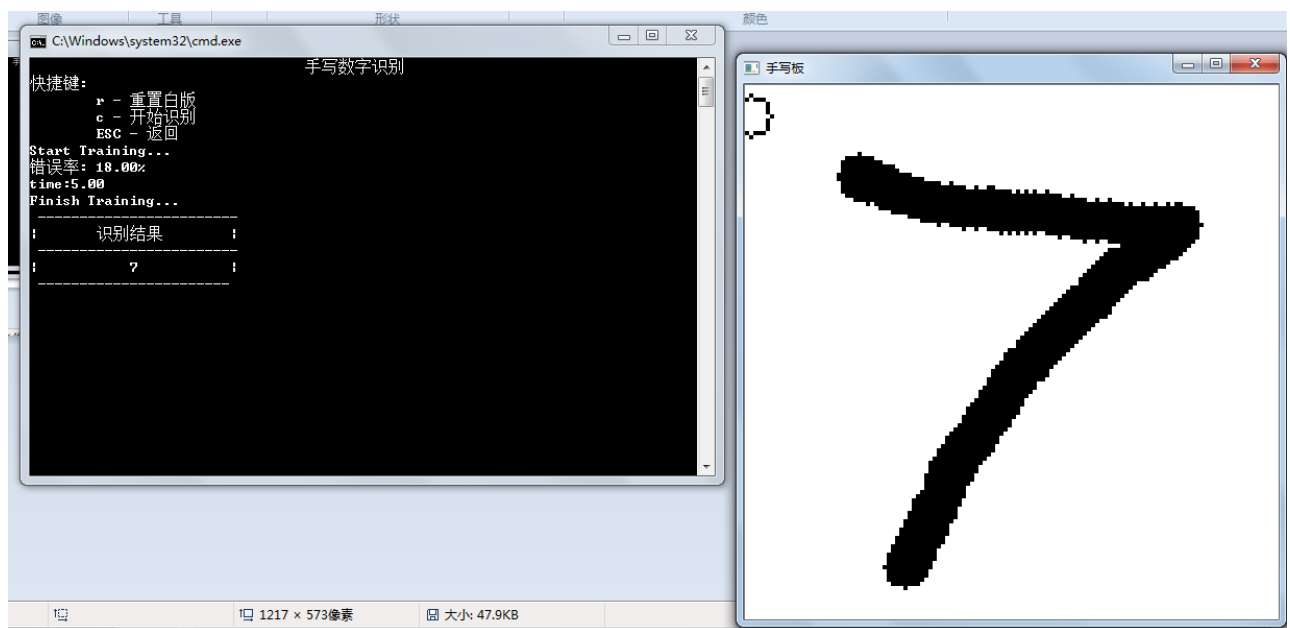 图像 工具 形状 颜色
C:\Windows\system32\cmd.exe
手写数字识别
快捷键:
r - 重置白版
c - 开始识别
ESC - 返回
Start Training...
错误率: 18.00%
time:5.00
Finish Training...
识别结果
7
手写板
7
1217 × 573像素
大小: 47.9KB